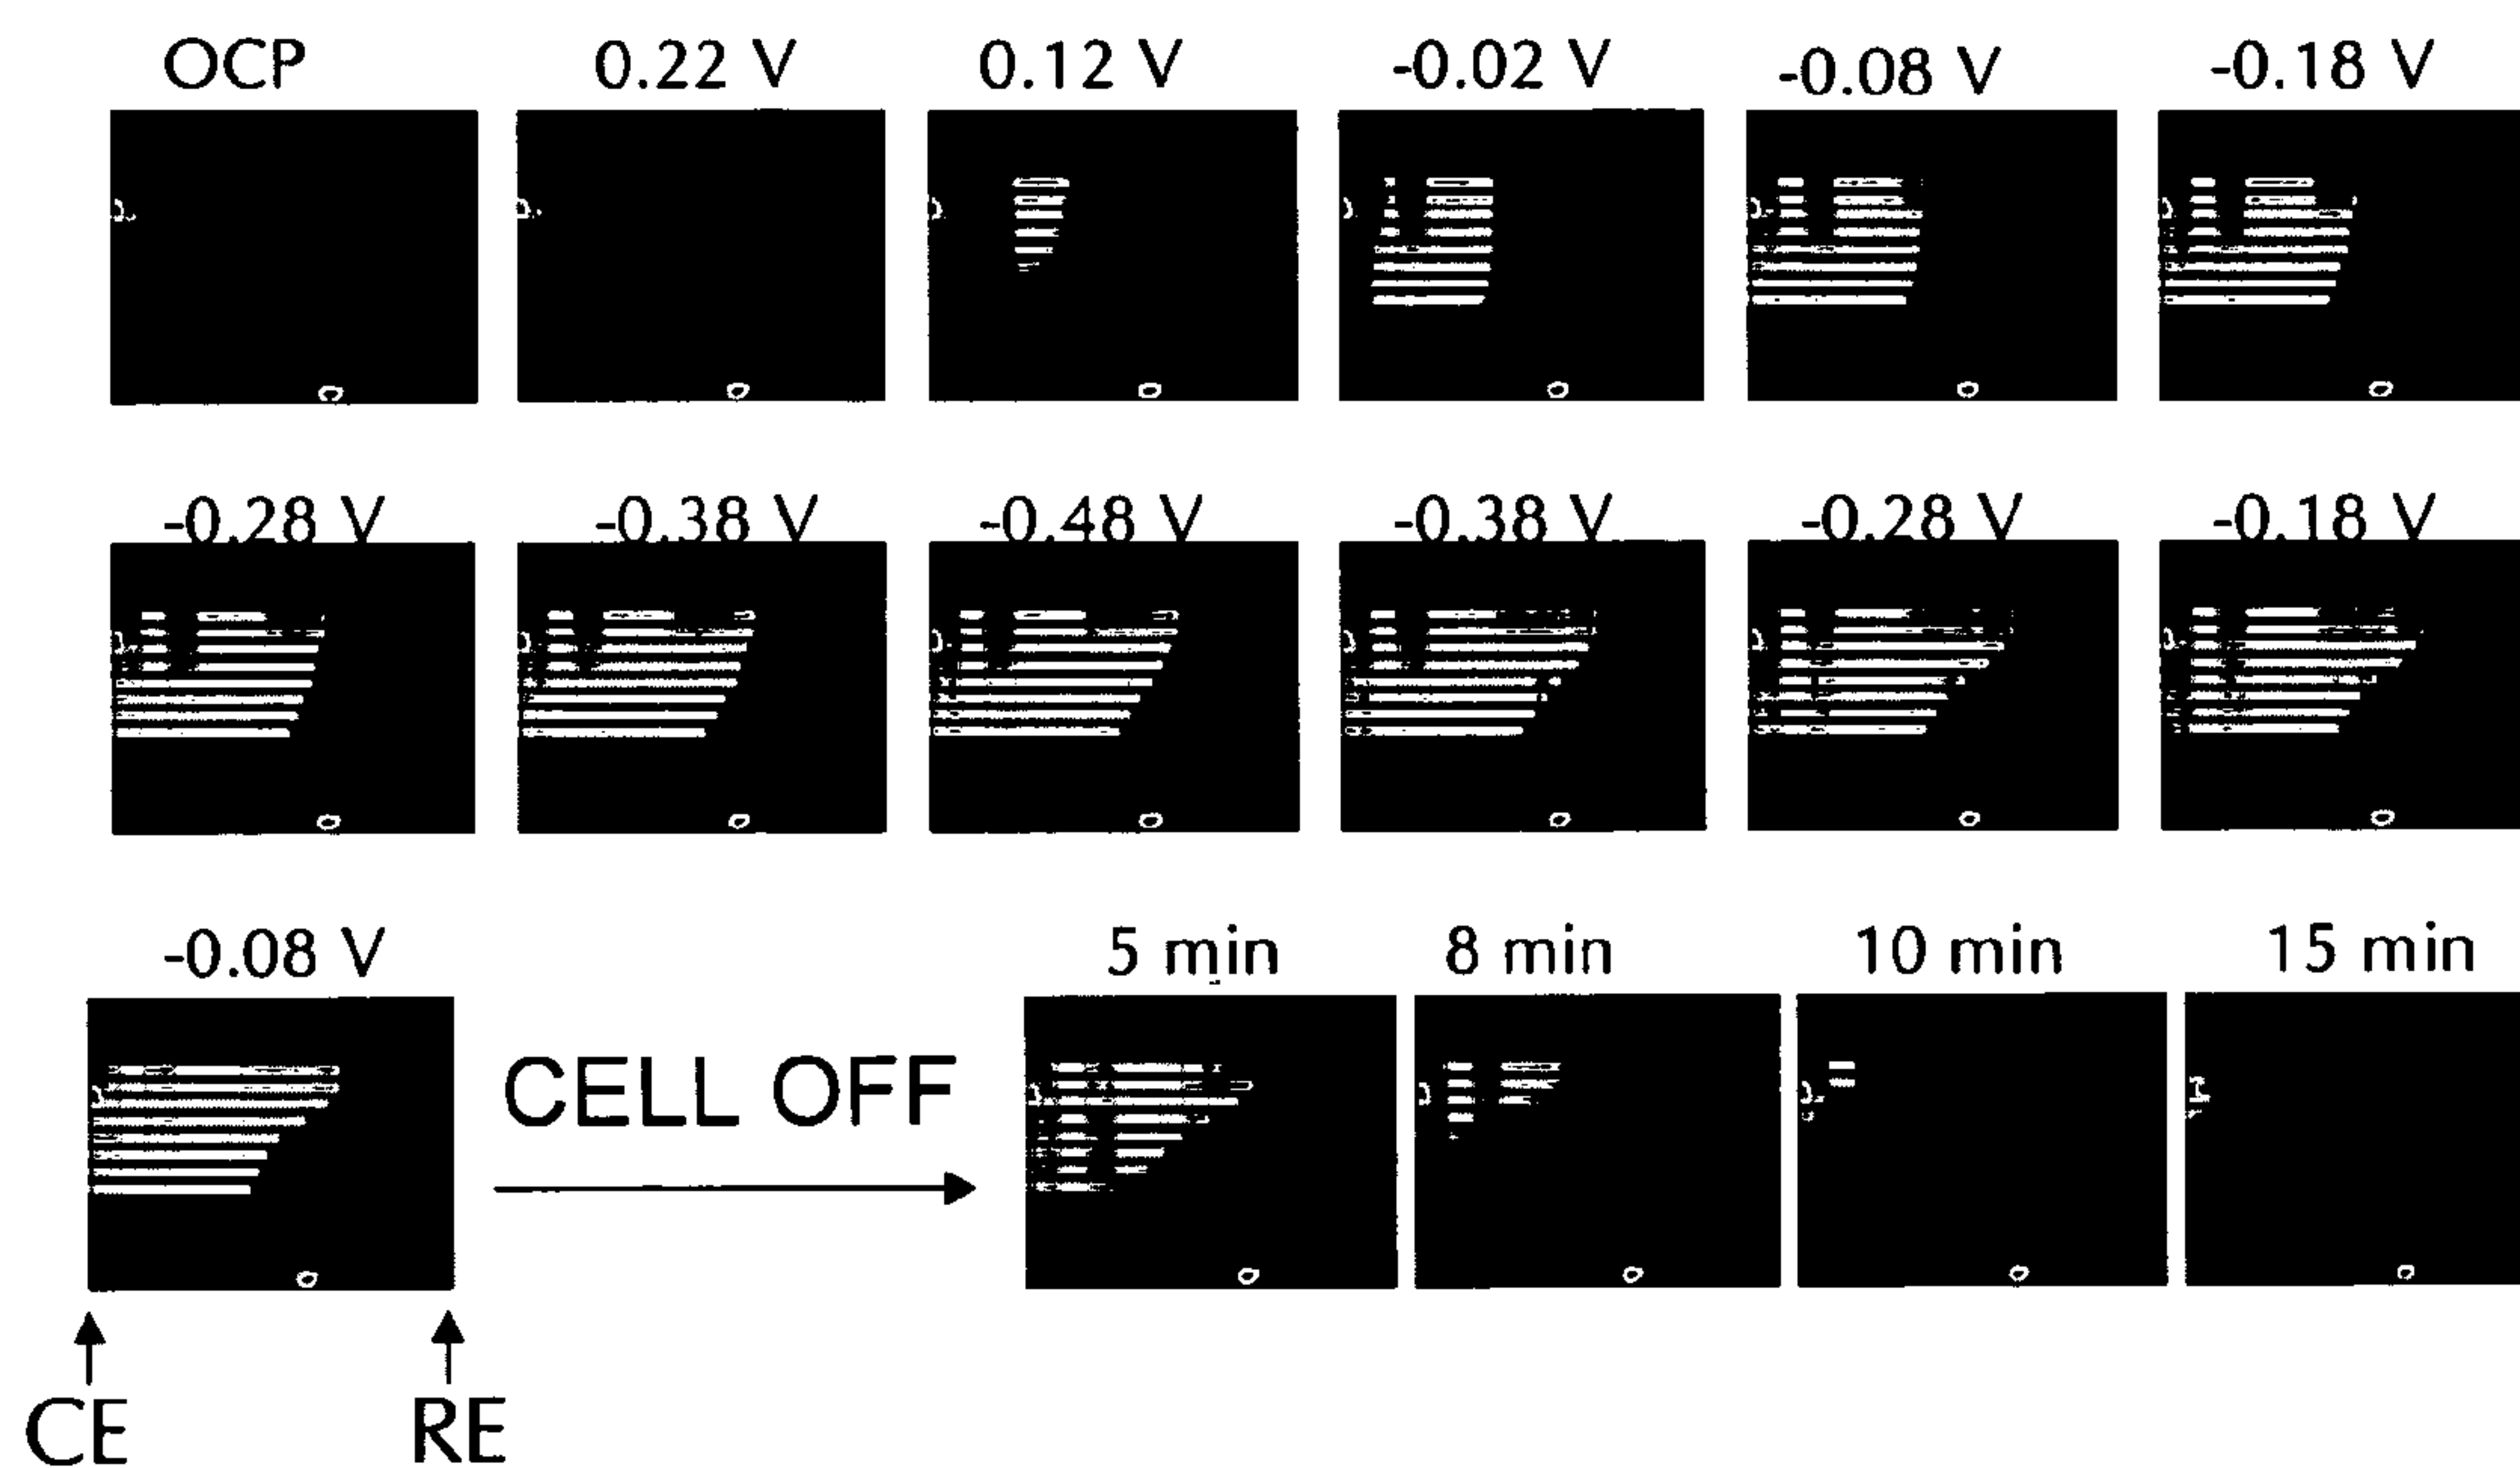 OCP 0.22 V 0.12 V -0.02 V -0.08 V -0.18 V
-0.28 V -0.38 V -0.48 V -0.38 V -0.28 V -0.18 V
-0.08 V 5 min 8 min 10 min 15 min
CELL OFF
CE RE